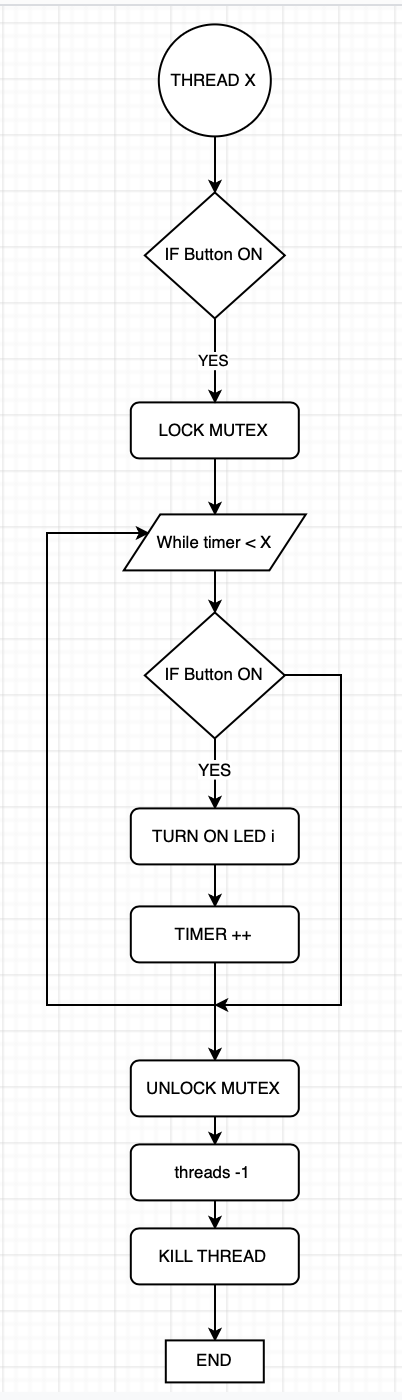 THREAD X
IF Button ON
YES
LOCK MUTEX
While timer < X
IF Button ON
YES
TURN ON LED i
TIMER ++
UNLOCK MUTEX
threads -1
KILL THREAD
END